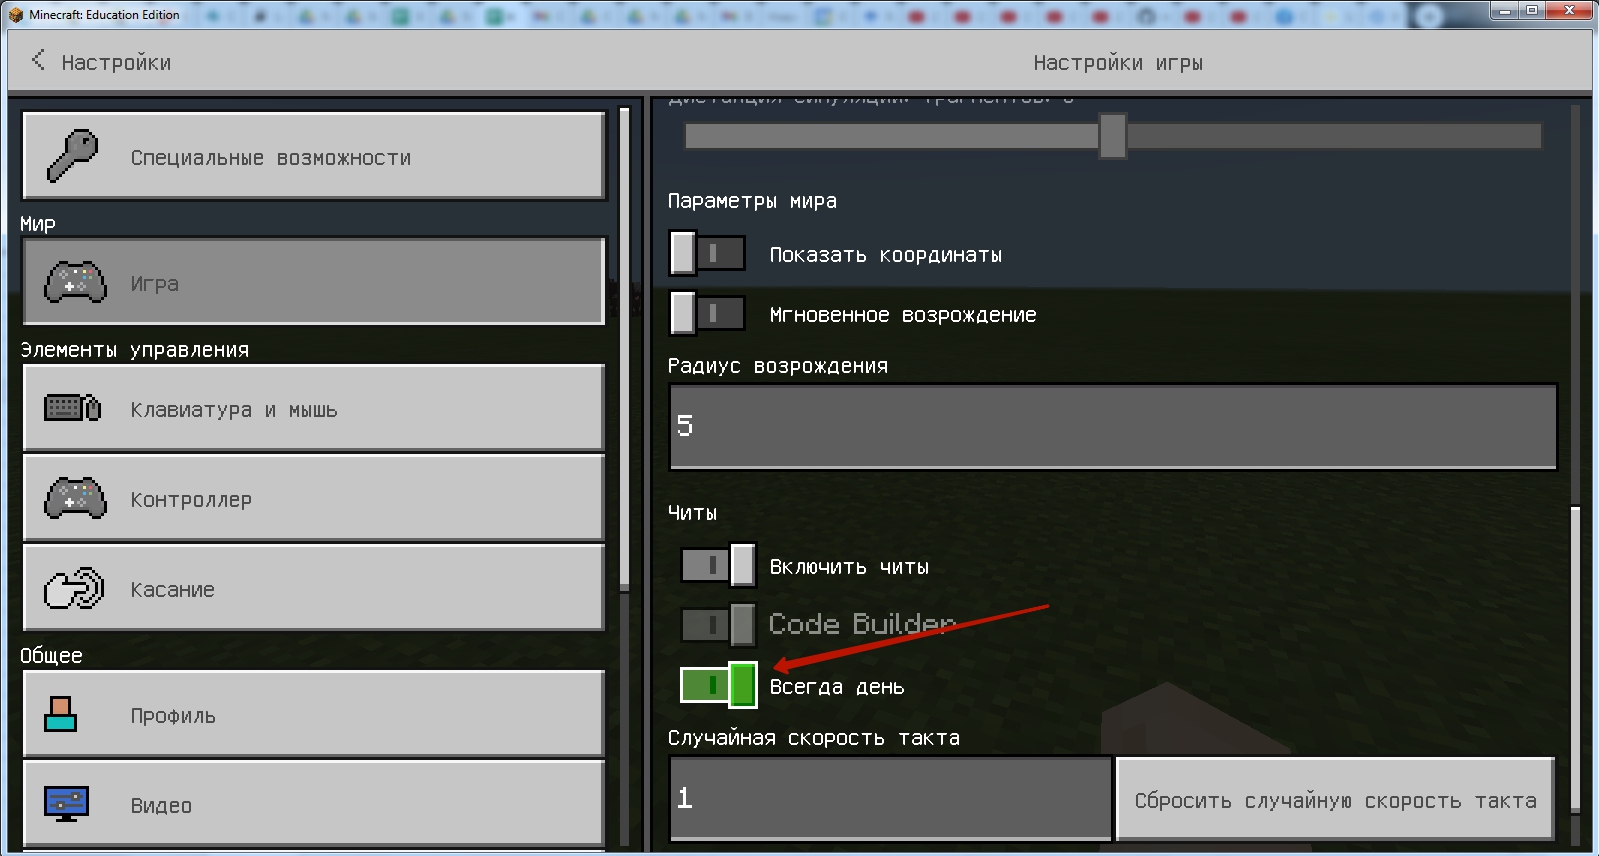 Minecraft: Education Edition
Настройки
Настройки игры
Специальные возможности
Мир
Игра
Элементы управления
Клавиатура и мышь
Контроллер
Касание
Общее
Профиль
Видео
Параметры мира
Показать координаты
Мгновенное возрождение
Радиус возрождения
5
Читы
Включить читы
Code Builder
Всегда день
Случайная скорость такта
1
Сбросить случайную скорость такта